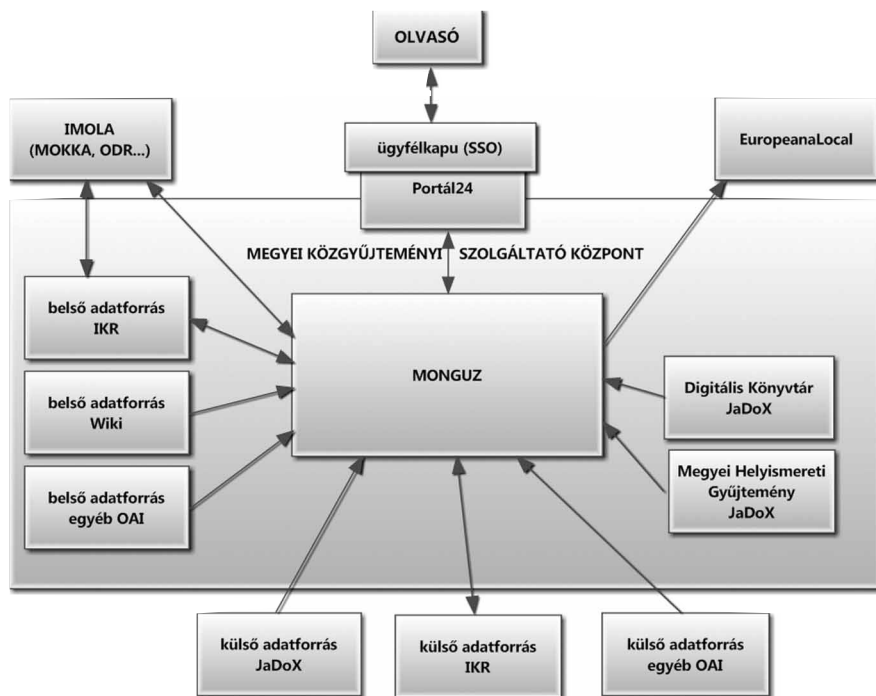 OLVASÓ
IMOLA
(MOKKA, ODR...)
ügyfélkapu (SSO)
EuropeanaLocal
Portál24
MEGYEI KÖZGYŰJTEMÉNYI SZOLGÁLTATÓ KÖZPONT
belső adatforrás
IKR
MONGUZ
belső adatforrás
Wiki
Digitális Könyvtár
JaDoX
belső adatforrás
egyéb OAI
Megyei Helyismereti
Gyűjtemény
JaDoX
külső adatforrás
JaDoX
külső adatforrás
IKR
külső adatforrás
egyéb OAI